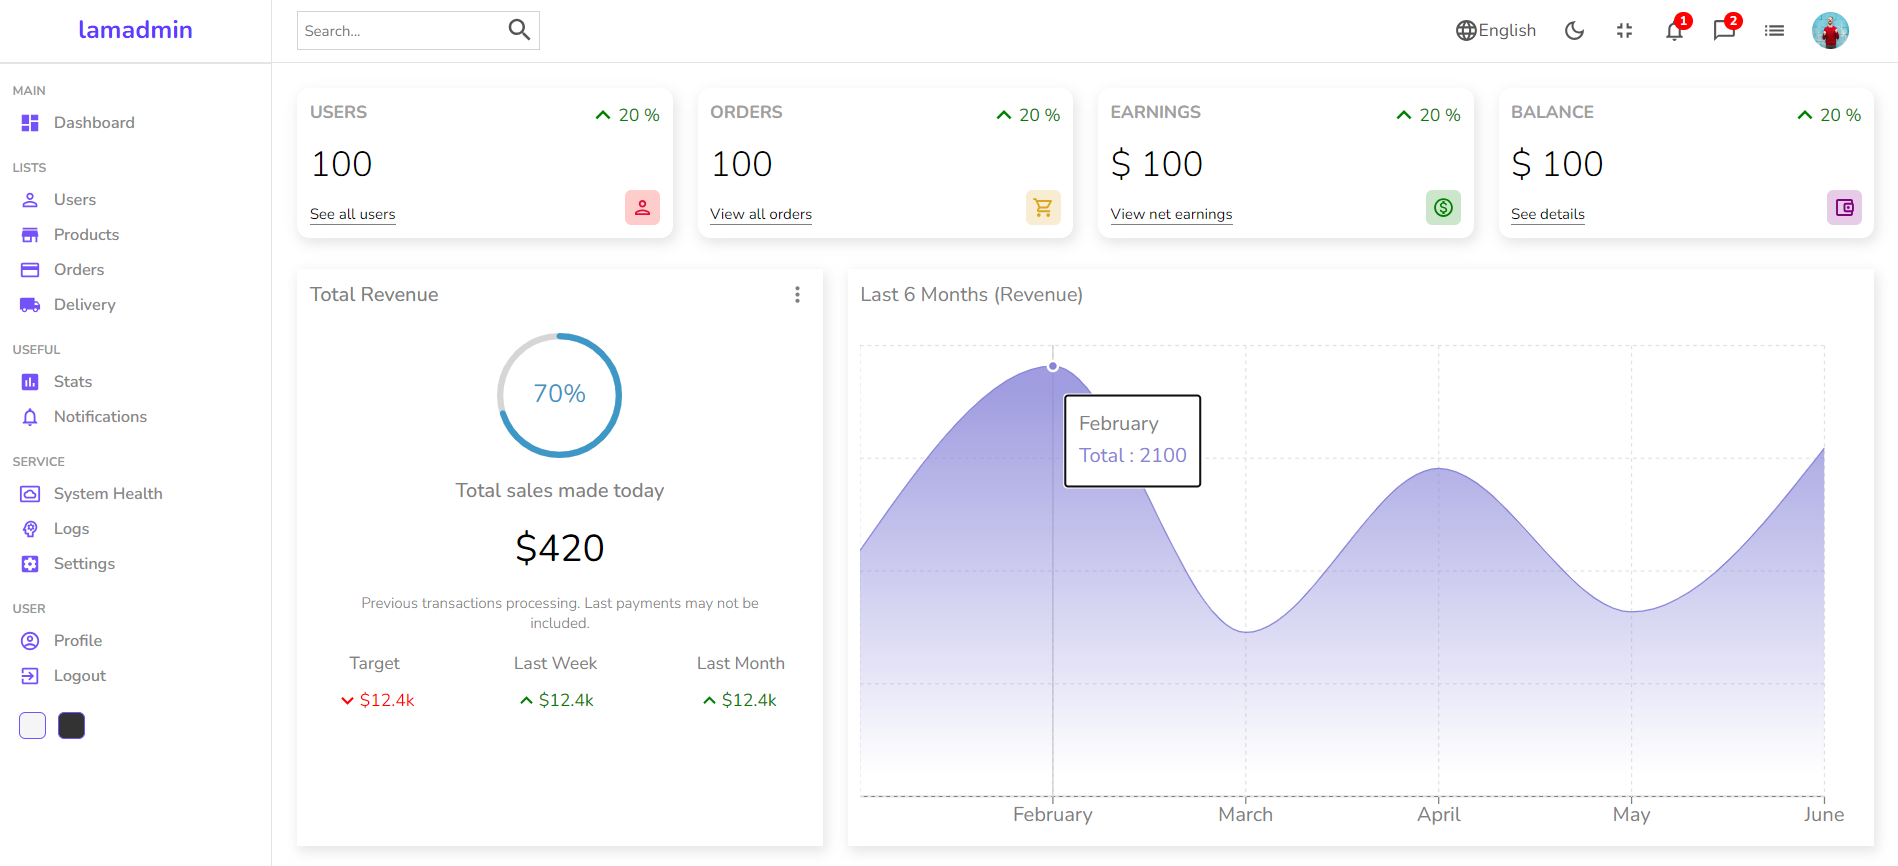 lamadmin
Search...
English
1
2
MAIN
Dashboard
LISTS
Users
Products
Orders
Delivery
USEFUL
Stats
Notifications
SERVICE
System Health
Logs
Settings
USER
Profile
Logout
USERS
20 %
100
See all users
ORDERS
20 %
100
View all orders
EARNINGS
20 %
$ 100
View net earnings
BALANCE
20 %
$ 100
See details
Total Revenue
70%
Total sales made today
$420
Previous transactions processing. Last payments may not be
included.
Target
$12.4k
Last Week
$12.4k
Last Month
$12.4k
Last 6 Months (Revenue)
February
Total : 2100
February
March
April
May
June